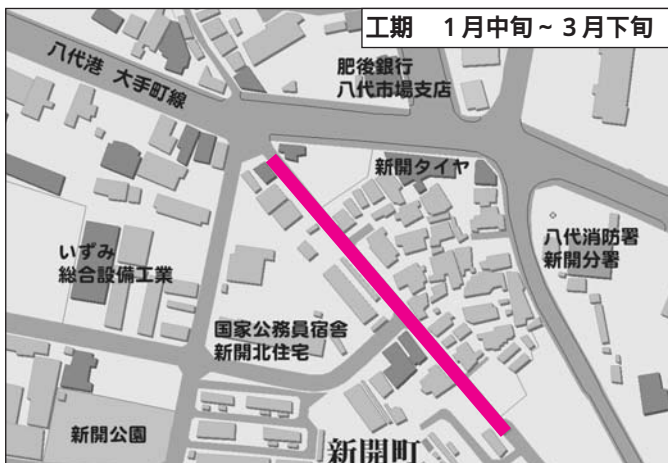 工期　1月中旬~3月下旬
八代港 大手町線
肥後銀行
八代市場支店
新開タイヤ
八代消防署
新開分署
いずみ
総合設備工業
国家公務員宿舎
新開北住宅
新開公園
新開町